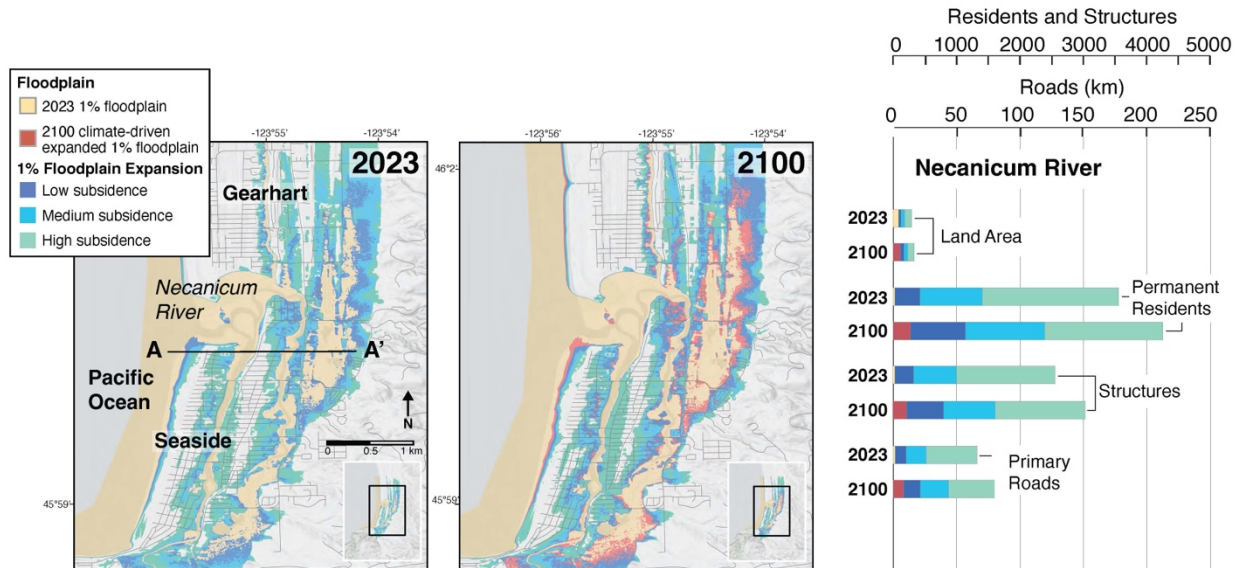 Floodplain
2023 1% floodplain
2100 climate-driven
expanded 1% floodplain
1% Floodplain Expansion
Low subsidence
Medium subsidence
High subsidence
-123°55'
-123°54'
2023
Gearhart
Necanicum
River
A
A'
Pacific
Ocean
Seaside
N
0 0.5 1 km
45°59'
-123°56'
-123°55'
-123°54'
46°2'
2100
45°59'
Residents and Structures
0 1000 2000 3000 4000 5000
Roads (km)
0 50 100 150 200 250
Necanicum River
2023
Land Area
2100
2023
Permanent
Residents
2100
2023
Structures
2100
2023
Primary
Roads
2100